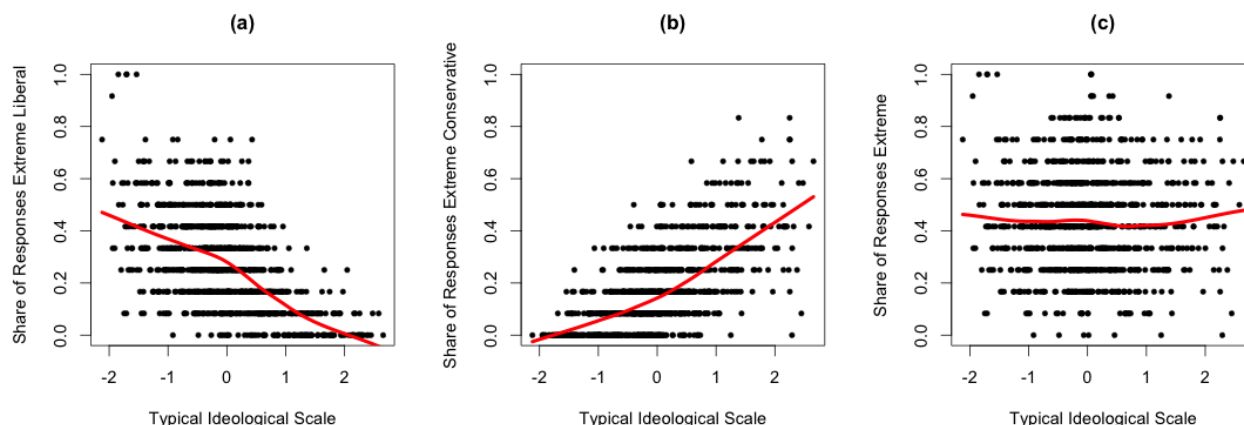 (a)
Share of Responses Extreme Liberal
1.0
0.8
0.6
0.4
0.2
0.0
-2 -1 0 1 2
Typical Ideological Scale
(b)
Share of Responses Extreme Conservative
1.0
0.8
0.6
0.4
0.2
0.0
-2 -1 0 1 2
Typical Ideological Scale
(c)
Share of Responses Extreme
1.0
0.8
0.6
0.4
0.2
0.0
-2 -1 0 1 2
Typical Ideological Scale